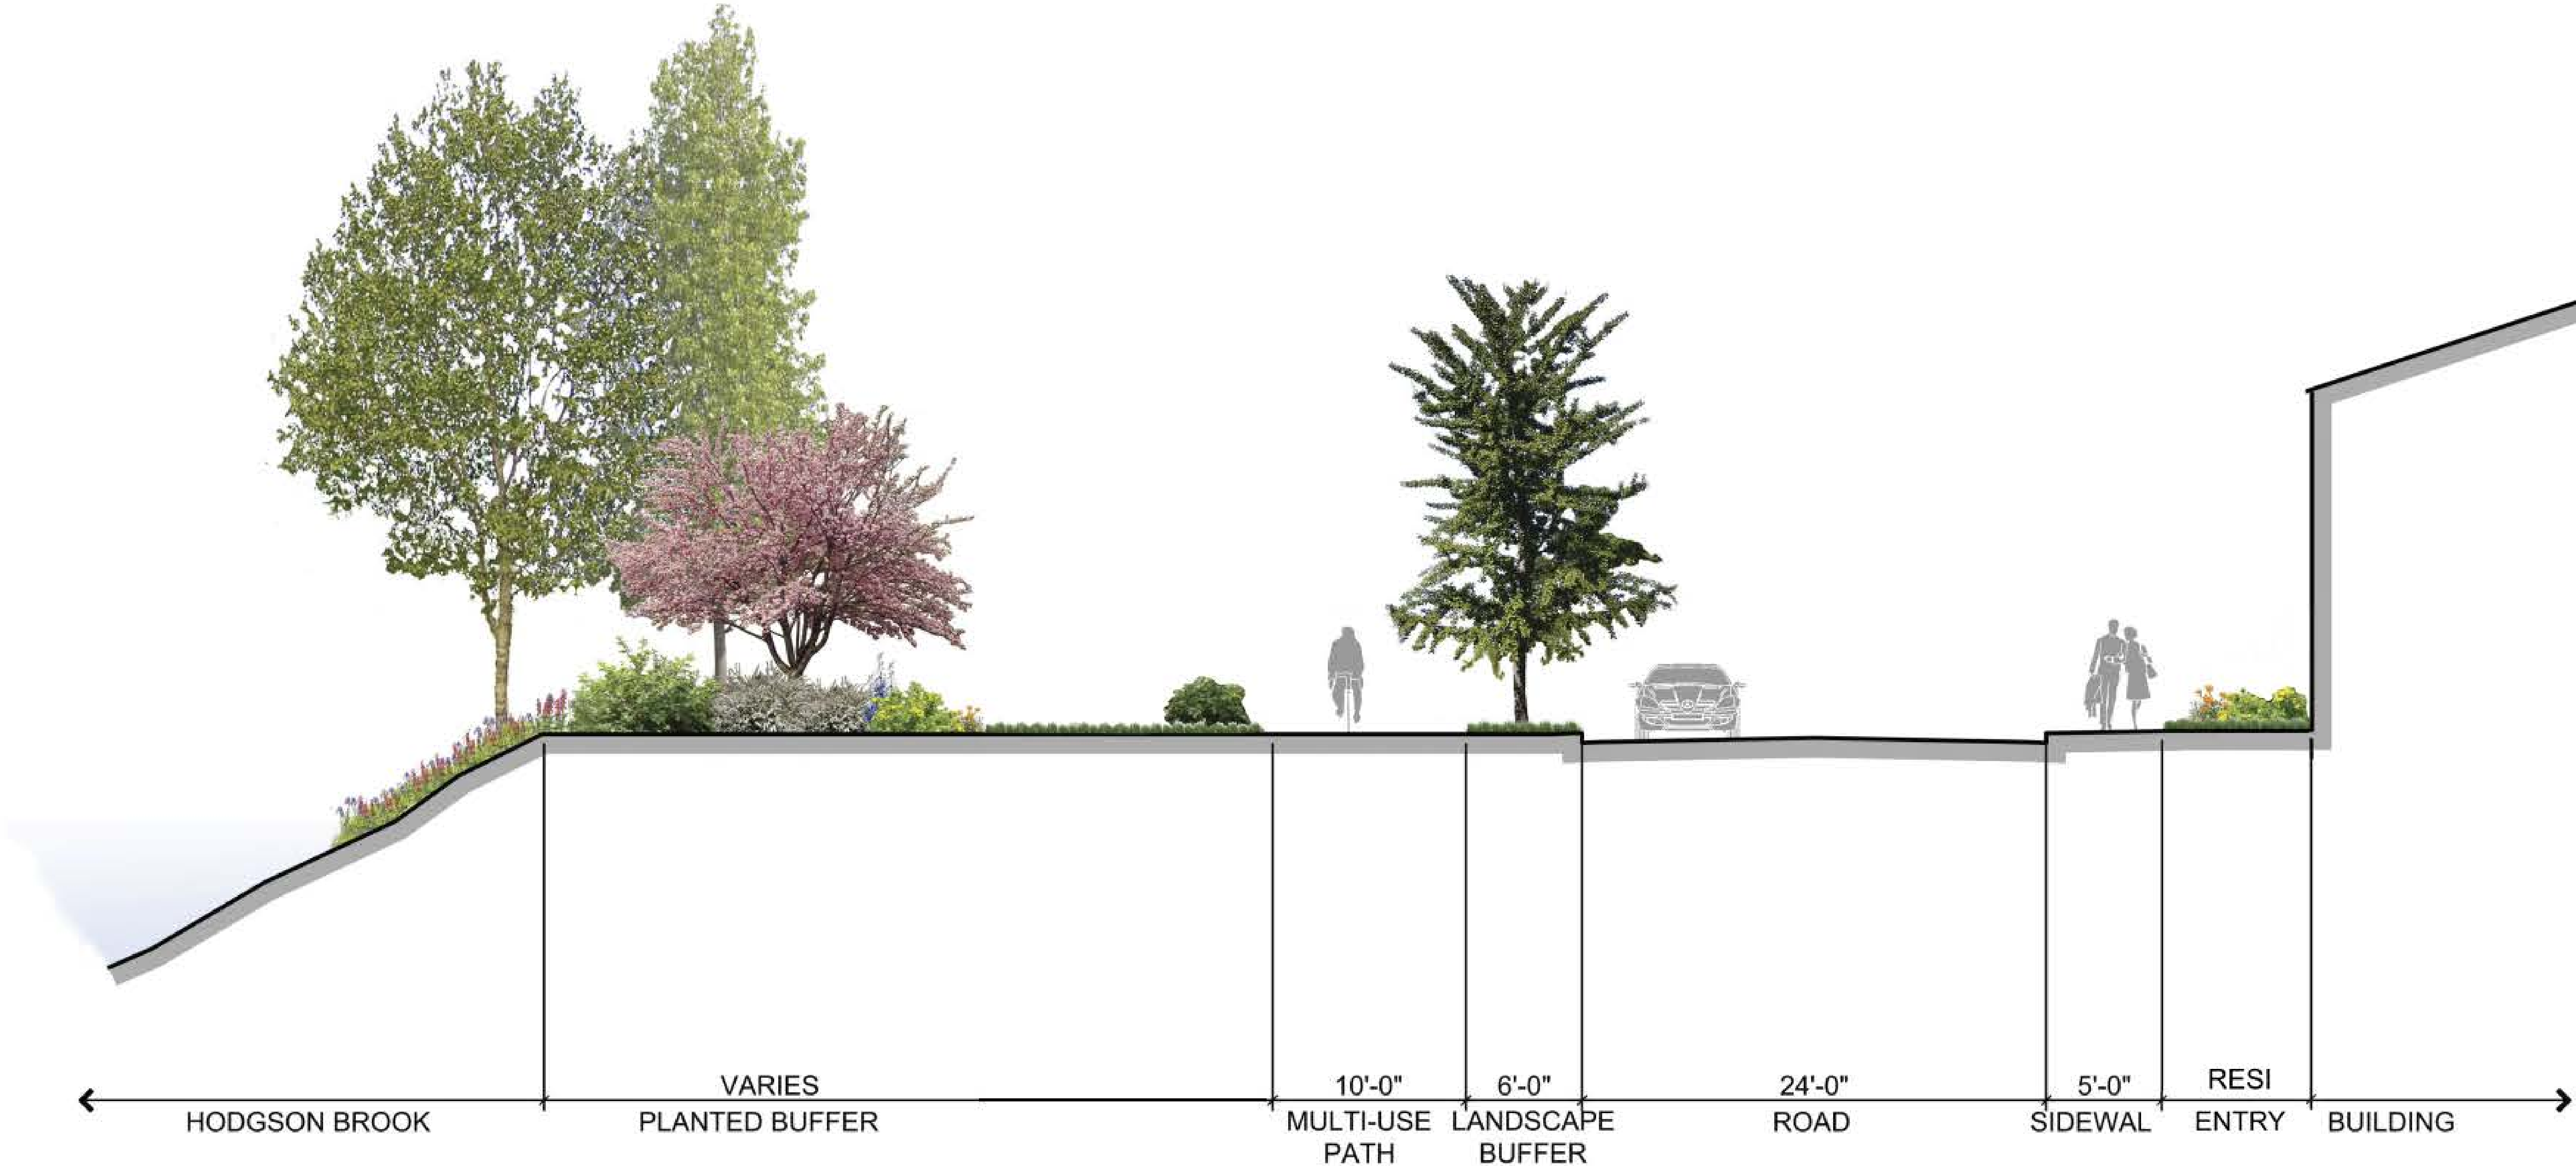 VARIES
10'-0"
6'-0"
24'-0"
5'-0"
RESI
HODGSON BROOK
PLANTED BUFFER
MULTI-USE
PATH
LANDSCAPE
BUFFER
ROAD
SIDEWAL
ENTRY
BUILDING